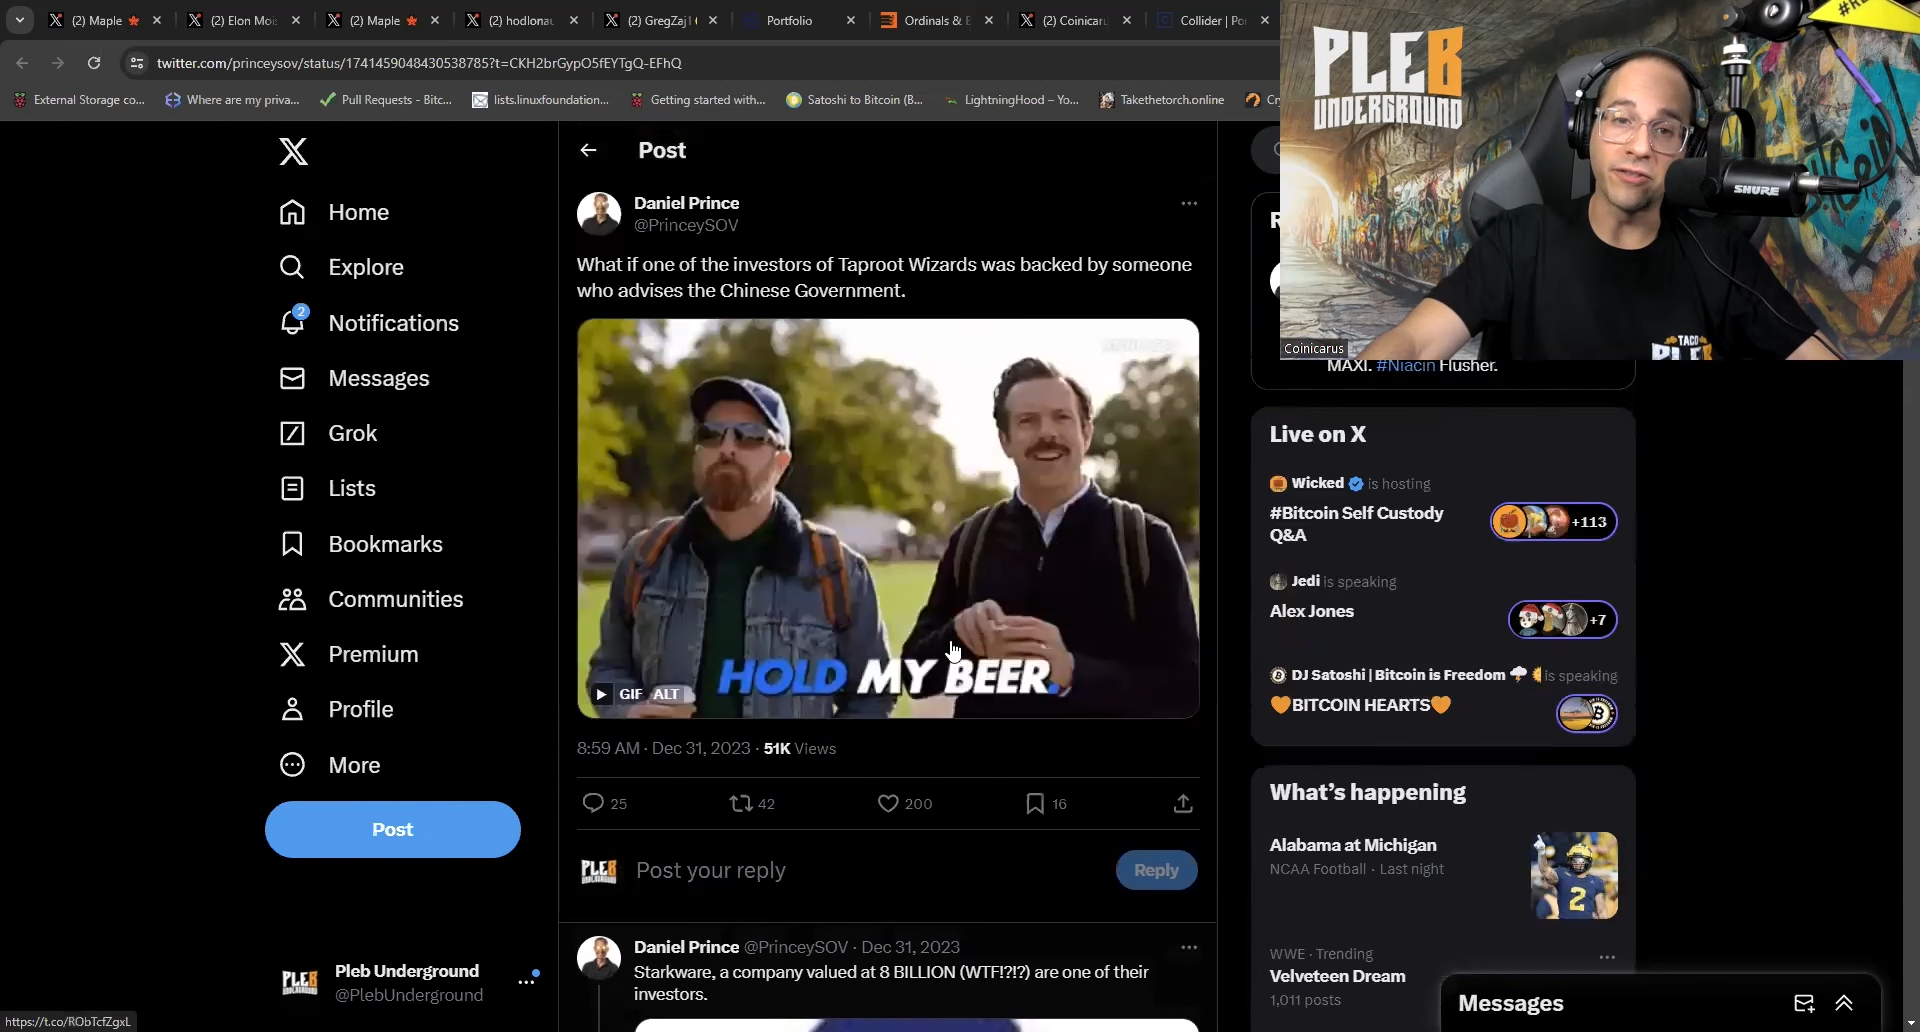 (2) Maple
(2) Elon Mo
(2) Maple
(2) hodlonau
(2) GregZaj1
Portfolio
Ordinals &
(2) Coinicaru
Collider | Po
twitter.com/princeysov/status/1741459048430538785?t=CKH2brGypO5fEYTgQ-EFhQ
External Storage co...
Where are my priva...
Pull Requests - Bitc...
lists.linuxfoundation...
Getting started with...
Satoshi to Bitcoin (B...
LightningHood – Yo...
Takethetorch.online
Cr
PLEB
UNDERGROUND
SHURE
TACO
PLEB
Coinicarus
Home
Explore
2
Notifications
Messages
Grok
Lists
Bookmarks
Communities
Premium
Profile
More
Post
Pleb Underground
@PlebUnderground
https://t.co/RObTcfZgxL
Post
Daniel Prince
@PrinceySOV
What if one of the investors of Taproot Wizards was backed by someone
who advises the Chinese Government.
HOLD MY BEER.
GIF ALT
8:59 AM · Dec 31, 2023 · 51K Views
25
42
200
16
PLEB
UNDERGROUND
Post your reply
Reply
Daniel Prince @PrinceySOV · Dec 31, 2023
Starkware, a company valued at 8 BILLION (WTF!?!?) are one of their
investors.
R
MAXI. #Niacin Flusher.
Live on X
Wicked is hosting
#Bitcoin Self Custody
Q&A
+113
Jedi is speaking
Alex Jones
+7
DJ Satoshi | Bitcoin is Freedom is speaking
BITCOIN HEARTS
What's happening
Alabama at Michigan
NCAA Football · Last night
2
WWE · Trending
Velveteen Dream
1,011 posts
Messages